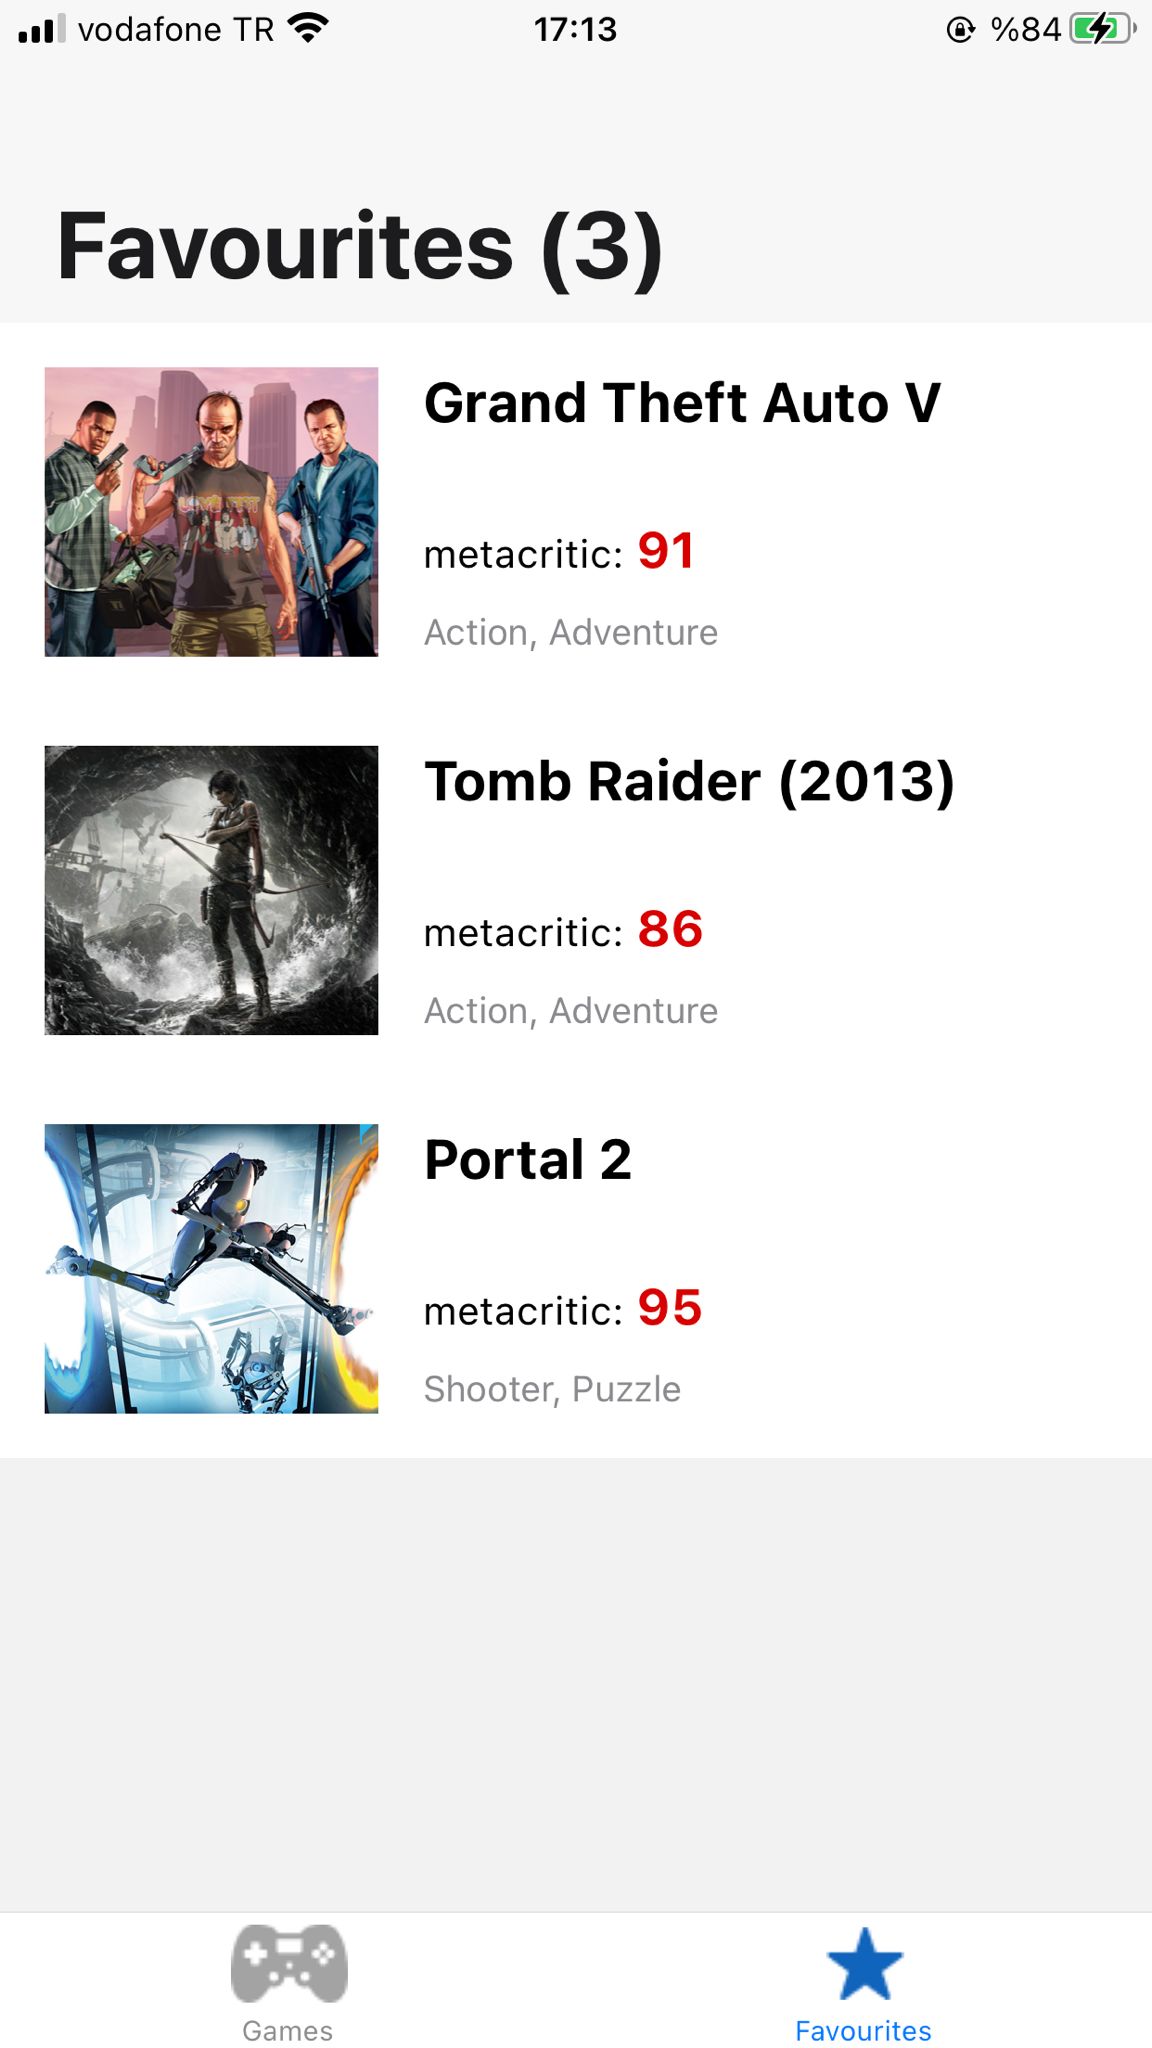 vodafone TR 17:13 %84
Favourites (3)
Grand Theft Auto V
metacritic: 91
Action, Adventure
Tomb Raider (2013)
metacritic: 86
Action, Adventure
Portal 2
metacritic: 95
Shooter, Puzzle
Games Favourites